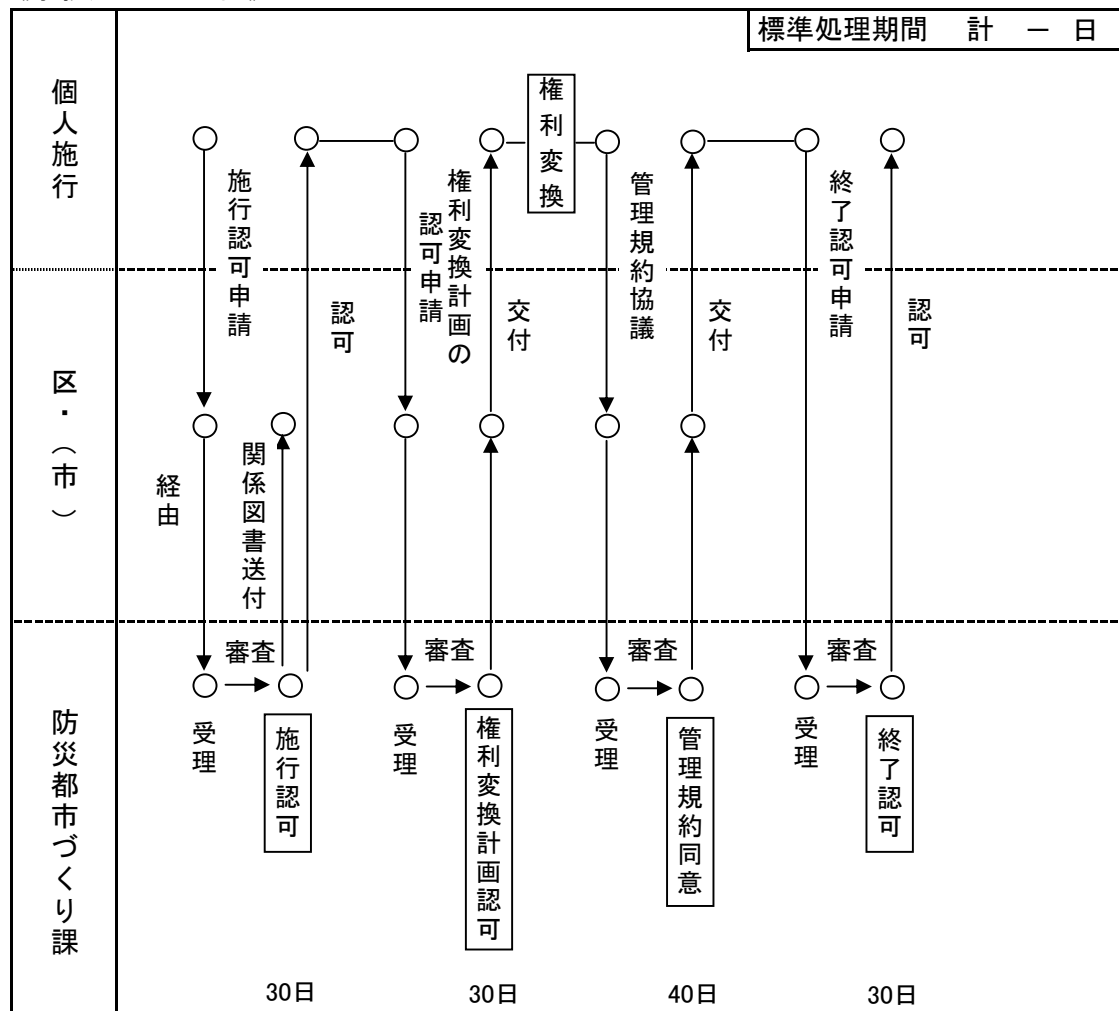 標準処理期間 計 ー 日
個人施行
区・（市）
防災都市づくり課
施行認可申請
経由
受理
審査
施行認可
関係図書送付
認可
30日
権利変換計画の
認可申請
受理
審査
権利変換計画認可
交付
30日
権利変換
管理規約協議
受理
審査
管理規約同意
交付
40日
終了認可申請
受理
審査
終了認可
認可
30日